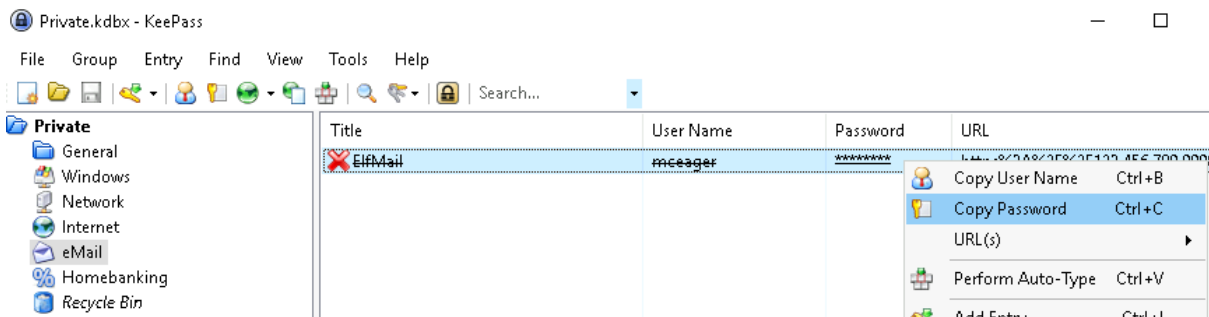 Private.kdbx - KeePass
File Group Entry Find View Tools Help
Search...
Private
General
Windows
Network
Internet
eMail
Homebanking
Recycle Bin
Title User Name Password URL
ElfMail mceager ********
Copy User Name Ctrl+B
Copy Password Ctrl+C
URL(s)
Perform Auto-Type Ctrl+V